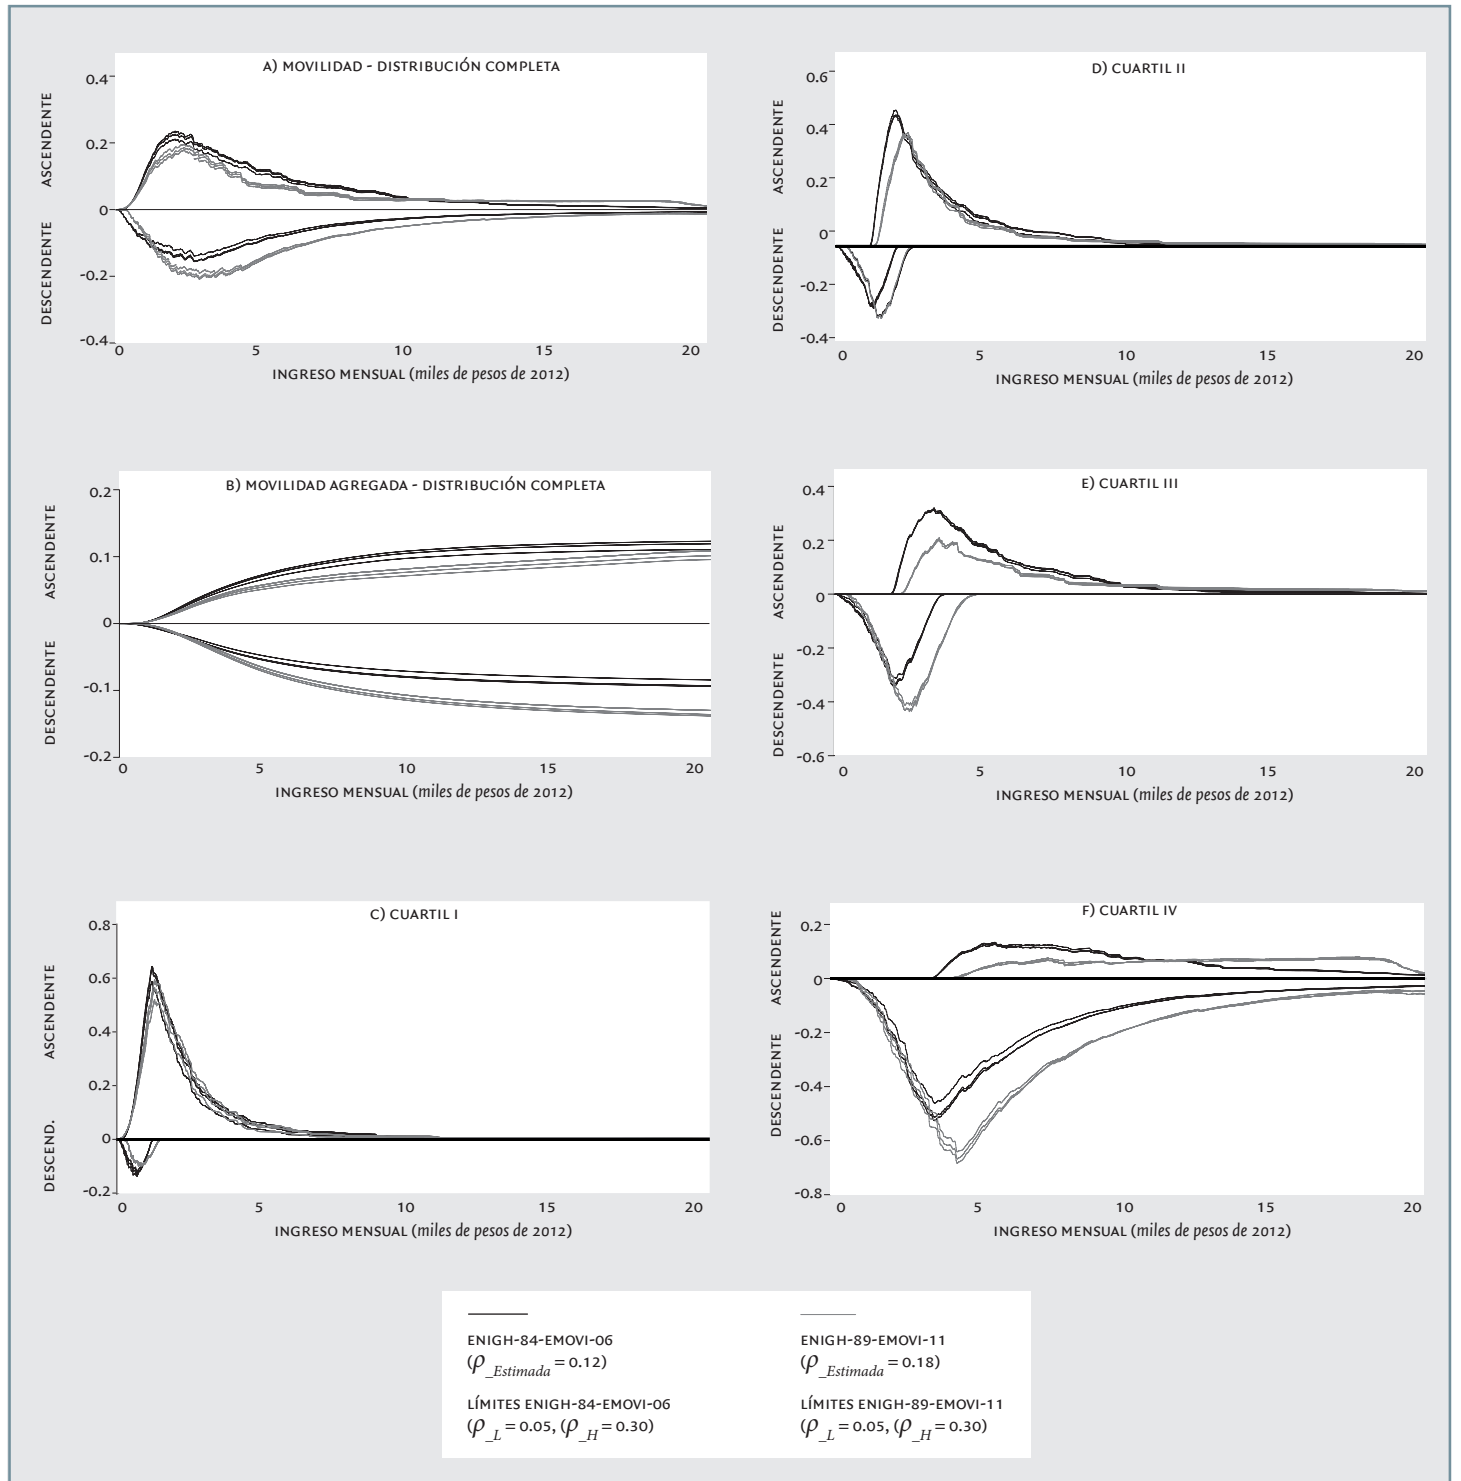 A) MOVILIDAD - DISTRIBUCIÓN COMPLETA
ASCENDENTE
DESCENDENTE
0.4
0.2
0
-0.2
-0.4
0 5 10 15 20
INGRESO MENSUAL (miles de pesos de 2012)
B) MOVILIDAD AGREGADA - DISTRIBUCIÓN COMPLETA
ASCENDENTE
DESCENDENTE
0.2
0.1
0
-0.1
-0.2
0 5 10 15 20
INGRESO MENSUAL (miles de pesos de 2012)
C) CUARTIL I
ASCENDENTE
DESCEND.
0.8
0.6
0.4
0.2
0
-0.2
0 5 10 15 20
INGRESO MENSUAL (miles de pesos de 2012)
D) CUARTIL II
ASCENDENTE
DESCENDENTE
0.6
0.4
0.2
0
-0.2
-0.4
0 5 10 15 20
INGRESO MENSUAL (miles de pesos de 2012)
E) CUARTIL III
ASCENDENTE
DESCENDENTE
0.4
0.2
0
-0.2
-0.4
-0.6
0 5 10 15 20
INGRESO MENSUAL (miles de pesos de 2012)
F) CUARTIL IV
ASCENDENTE
DESCENDENTE
0.2
0
-0.2
-0.4
-0.6
-0.8
0 5 10 15 20
INGRESO MENSUAL (miles de pesos de 2012)
ENIGH-84-EMOVI-06
(ρ_Estimada = 0.12)
LÍMITES ENIGH-84-EMOVI-06
(ρ_L = 0.05, (ρ_H = 0.30)
ENIGH-89-EMOVI-11
(ρ_Estimada = 0.18)
LÍMITES ENIGH-89-EMOVI-11
(ρ_L = 0.05, (ρ_H = 0.30)